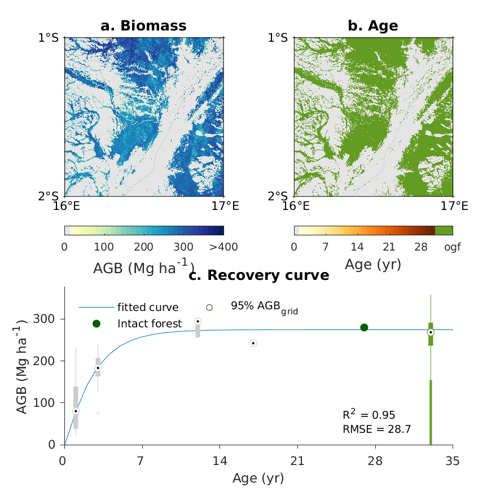 a. Biomass
b. Age
1°S
1°S
2°S
2°S
16°E
17°E
16°E
17°E
0 100 200 300 >400
0 7 14 21 28 ogf
AGB (Mg ha⁻¹)
Age (yr)
c. Recovery curve
fitted curve
95% AGB_grid
Intact forest
300
200
100
0
AGB (Mg ha⁻¹)
R² = 0.95
RMSE = 28.7
0 7 14 21 28 35
Age (yr)